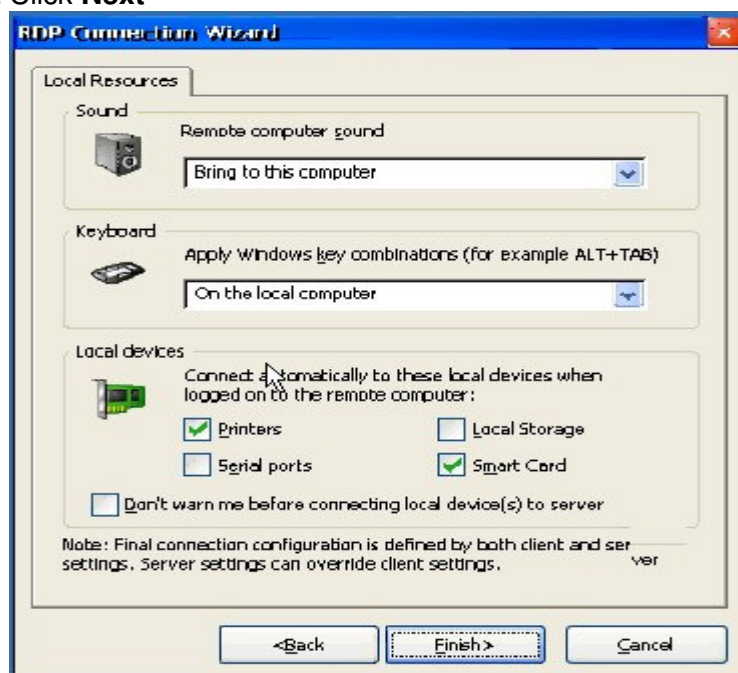 Click Next
RDP Connection Wizard
Local Resources
Sound
Remote computer sound
Bring to this computer
Keyboard
Apply Windows key combinations (for example ALT+TAB)
On the local computer
Local devices
Connect automatically to these local devices when
logged on to the remote computer:
Printers
Local Storage
Serial ports
Smart Card
Don't warn me before connecting local device(s) to server
Note: Final connection configuration is defined by both client and ser
ver
settings. Server settings can override client settings.
<Back
Finish>
Cancel